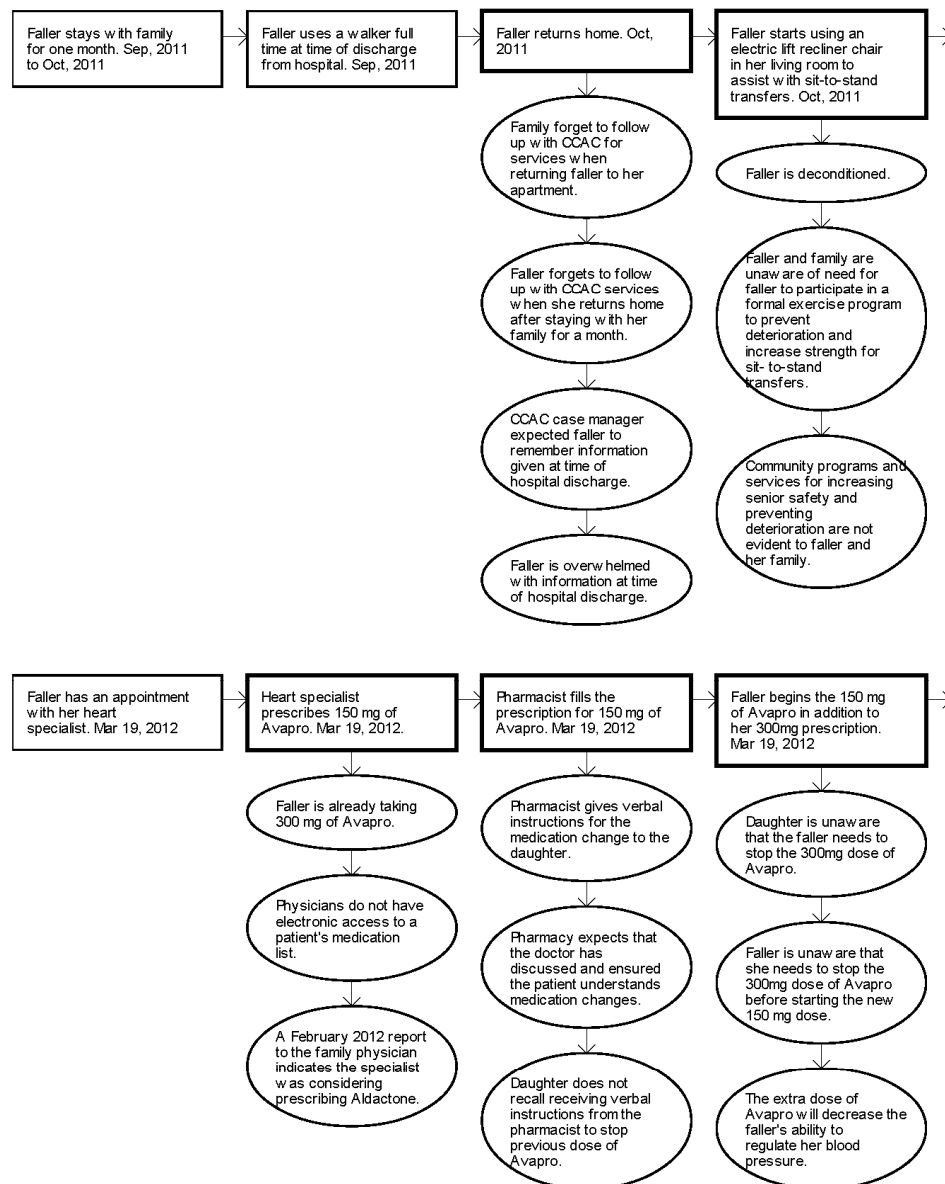 Faller stays with family
for one month. Sep, 2011
to Oct, 2011
Faller uses a walker full
time at time of discharge
from hospital. Sep, 2011
Faller returns home. Oct,
2011
Faller starts using an
electric lift recliner chair
in her living room to
assist with sit-to-stand
transfers. Oct, 2011
Family forget to follow
up with CCAC for
services when
returning faller to her
apartment.
Faller forgets to follow
up with CCAC services
when she returns home
after staying with her
family for a month.
CCAC case manager
expected faller to
remember information
given at time of
hospital discharge.
Faller is overwhelmed
with information at time
of hospital discharge.
Faller is deconditioned.
Faller and family are
unaware of need for
faller to participate in a
formal exercise program
to prevent
deterioration and
increase strength for
sit- to-stand
transfers.
Community programs and
services for increasing
senior safety and
preventing
deterioration are not
evident to faller and
her family.
Faller has an appointment
with her heart
specialist. Mar 19, 2012
Heart specialist
prescribes 150 mg of
Avapro. Mar 19, 2012.
Pharmacist fills the
prescription for 150 mg of
Avapro. Mar 19, 2012
Faller begins the 150 mg
of Avapro in addition to
her 300mg prescription.
Mar 19, 2012
Faller is already taking
300 mg of Avapro.
Physicians do not have
electronic access to a
patient's medication
list.
A February 2012 report
to the family physician
indicates the specialist
was considering
prescribing Aldactone.
Pharmacist gives verbal
instructions for the
medication change to the
daughter.
Pharmacy expects that
the doctor has
discussed and ensured
the patient understands
medication changes.
Daughter does not
recall receiving verbal
instructions from the
pharmacist to stop
previous dose of
Avapro.
Daughter is unaware
that the faller needs to
stop the 300mg dose of
Avapro.
Faller is unaware that
she needs to stop the
300mg dose of Avapro
before starting the new
150 mg dose.
The extra dose of
Avapro will decrease the
faller's ability to
regulate her blood
pressure.